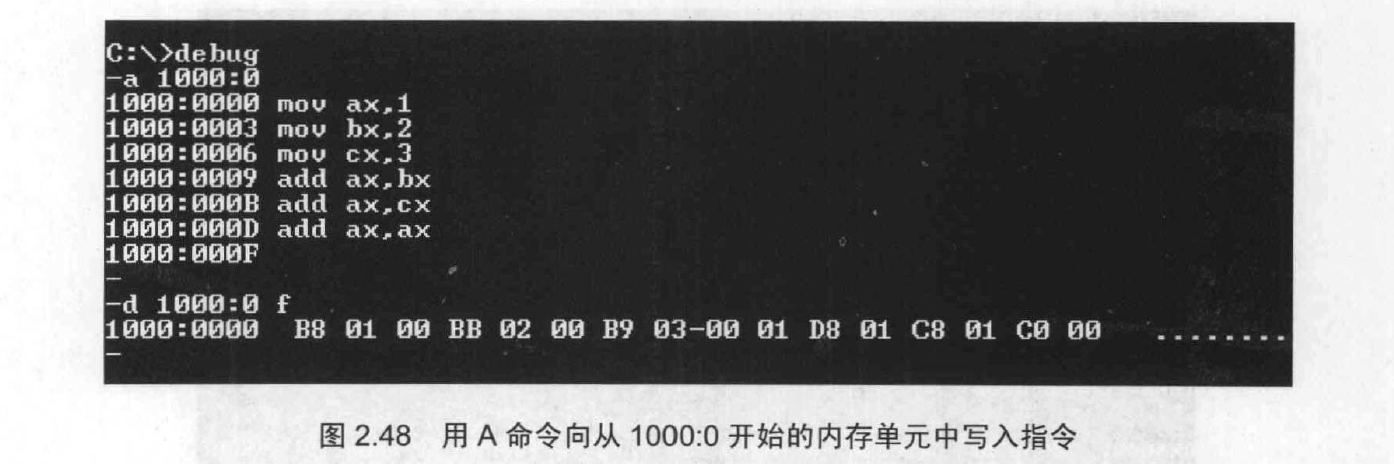 C:\>debug
-a 1000:0
1000:0000 mov ax,1
1000:0003 mov bx,2
1000:0006 mov cx,3
1000:0009 add ax,bx
1000:000B add ax,cx
1000:000D add ax,ax
1000:000F
-
-d 1000:0 f
1000:0000 B8 01 00 BB 02 00 B9 03-00 01 D8 01 C8 01 C0 00 ........
-
图 2.48 用 A 命令向从 1000:0 开始的内存单元中写入指令